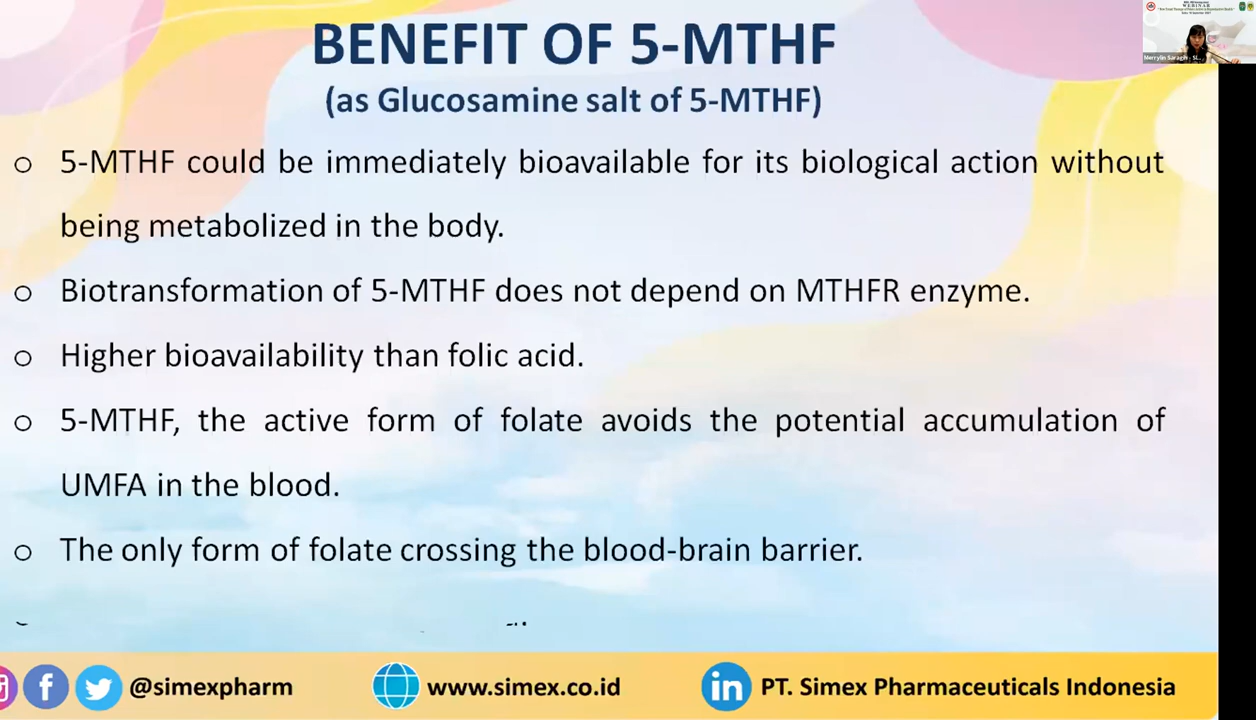 BENEFIT OF 5-MTHF
(as Glucosamine salt of 5-MTHF)
WEBINAR
Merrylin Saragih - Si...
o 5-MTHF could be immediately bioavailable for its biological action without
being metabolized in the body.
o Biotransformation of 5-MTHF does not depend on MTHFR enzyme.
o Higher bioavailability than folic acid.
o 5-MTHF, the active form of folate avoids the potential accumulation of
UMFA in the blood.
o The only form of folate crossing the blood-brain barrier.
@simexpharm
www.simex.co.id
PT. Simex Pharmaceuticals Indonesia